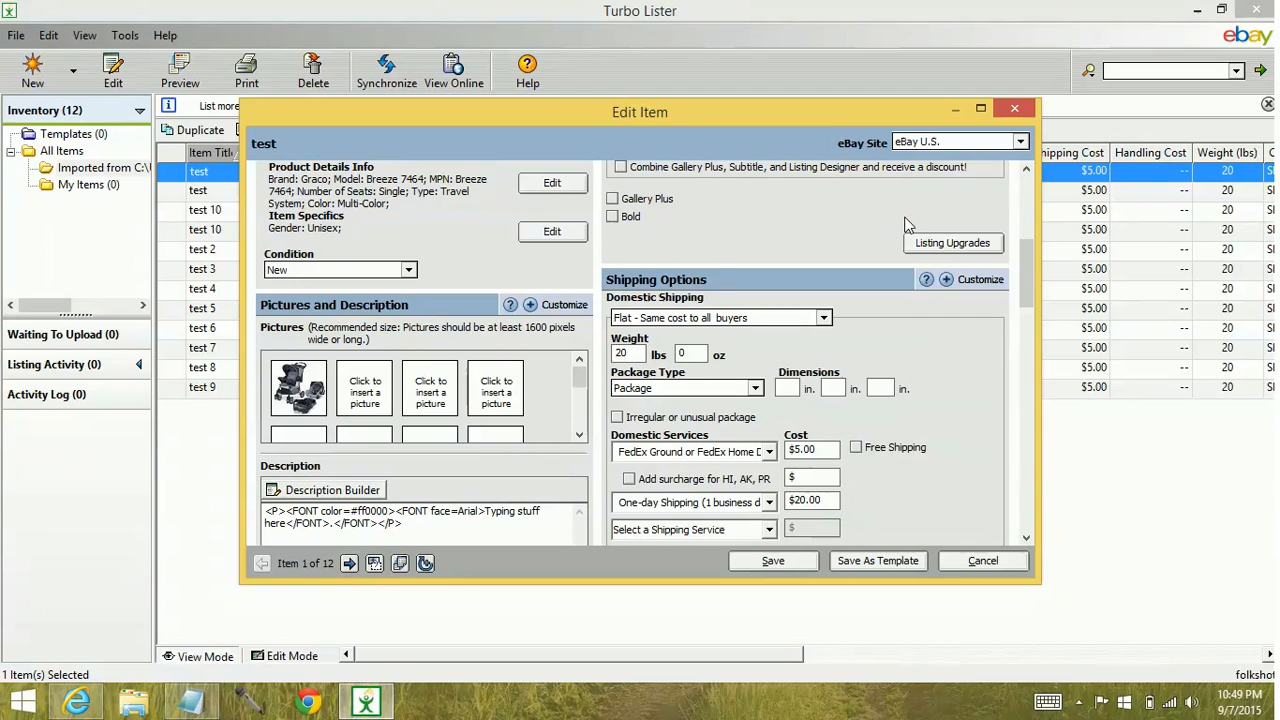 Turbo Lister
File Edit View Tools Help
ebay
New Edit Preview Print Delete Synchronize View Online Help
Inventory (12)
List more
Templates (0)
All Items
Imported from C:\
My Items (0)
Waiting To Upload (0)
Listing Activity (0)
Activity Log (0)
Duplicate
Item Title
test
test
test 10
test 10
test 2
test 3
test 4
test 5
test 6
test 7
test 8
test 9
Edit Item
test
eBay Site eBay U.S.
Product Details Info
Brand: Graco; Model: Breeze 7464; MPN: Breeze
7464; Number of Seats: Single; Type: Travel
System; Color: Multi-Color;
Edit
Item Specifics
Gender: Unisex;
Edit
Condition
New
Pictures and Description ? Customize
Pictures (Recommended size: Pictures should be at least 1600 pixels
wide or long.)
Click to insert a picture
Click to insert a picture
Click to insert a picture
Description
Description Builder
<P><FONT color=#ff0000><FONT face=Arial>Typing stuff
here</FONT>.</FONT></P>
Combine Gallery Plus, Subtitle, and Listing Designer and receive a discount!
Gallery Plus
Bold
Listing Upgrades
Shipping Options ? Customize
Domestic Shipping
Flat - Same cost to all buyers
Weight
20 lbs 0 oz
Package Type Dimensions
Package in. in. in.
Irregular or unusual package
Domestic Services Cost
FedEx Ground or FedEx Home D $5.00 Free Shipping
Add surcharge for HI, AK, PR $
One-day Shipping (1 business d $20.00
Select a Shipping Service $
Item 1 of 12
Save Save As Template Cancel
Shipping Cost Handling Cost Weight (lbs)
$5.00 -- 20
$5.00 -- 20
$5.00 -- 20
$5.00 -- 20
$5.00 -- 20
$5.00 -- 20
$5.00 -- 20
$5.00 -- 20
$5.00 -- 20
$5.00 -- 20
$5.00 -- 20
$5.00 -- 20
View Mode Edit Mode
1 Item(s) Selected
folkshot
10:49 PM
9/7/2015